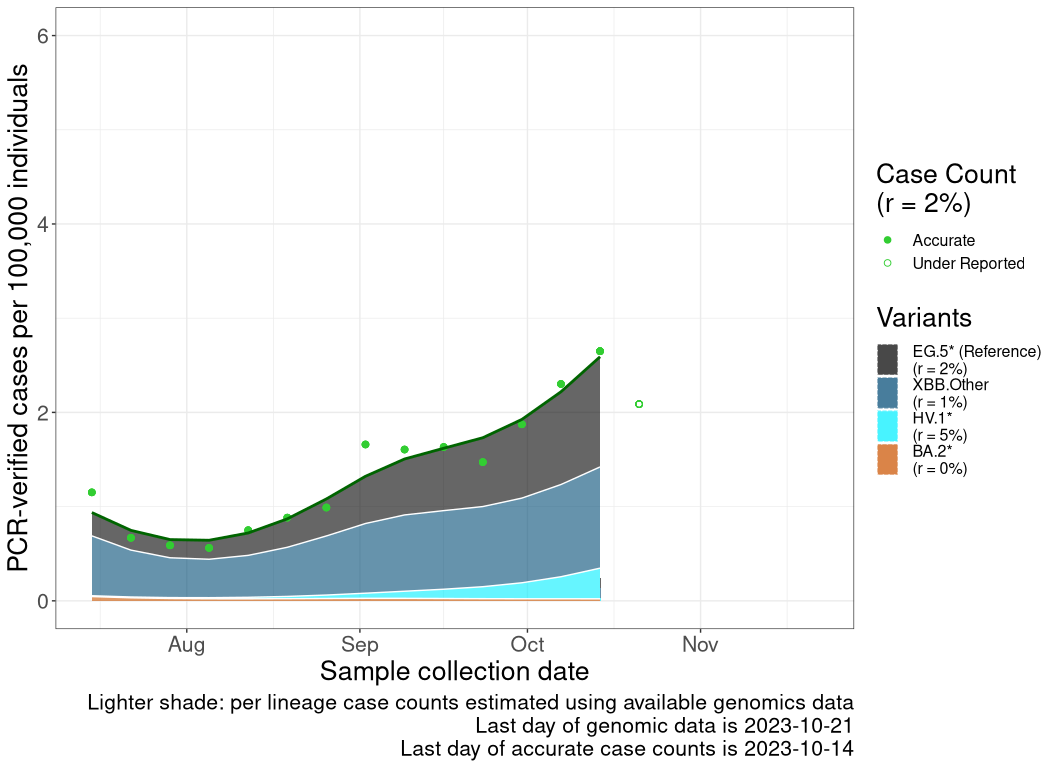 PCR-verified cases per 100,000 individuals
6
4
2
0
Aug Sep Oct Nov
Sample collection date
Lighter shade: per lineage case counts estimated using available genomics data
Last day of genomic data is 2023-10-21
Last day of accurate case counts is 2023-10-14
Case Count
(r = 2%)
Accurate
Under Reported
Variants
EG.5* (Reference)
(r = 2%)
XBB.Other
(r = 1%)
HV.1*
(r = 5%)
BA.2*
(r = 0%)